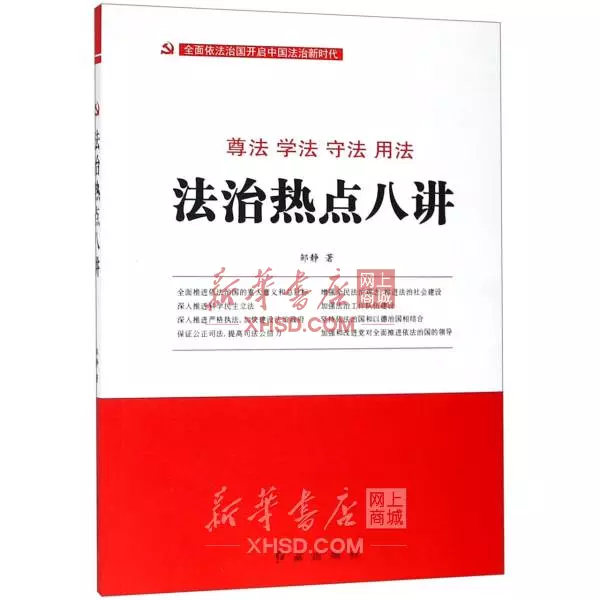 全面依法治国开启中国法治新时代
尊法 学法 守法 用法
法治热点八讲
邹静 著
全面推进依法治国的重大意义和总目标
增强全民法治观念,推进法治社会建设
深入推进科学民主立法
加强法治工作队伍建设
深入推进严格执法,加快建设法治政府
坚持依法治国和以德治国相结合
保证公正司法,提高司法公信力
加强和改进党对全面推进依法治国的领导
新华书店
网上商城
XHSD.COM
新华书店
网上商城
XHSD.COM
法治热点八讲
邹静 著